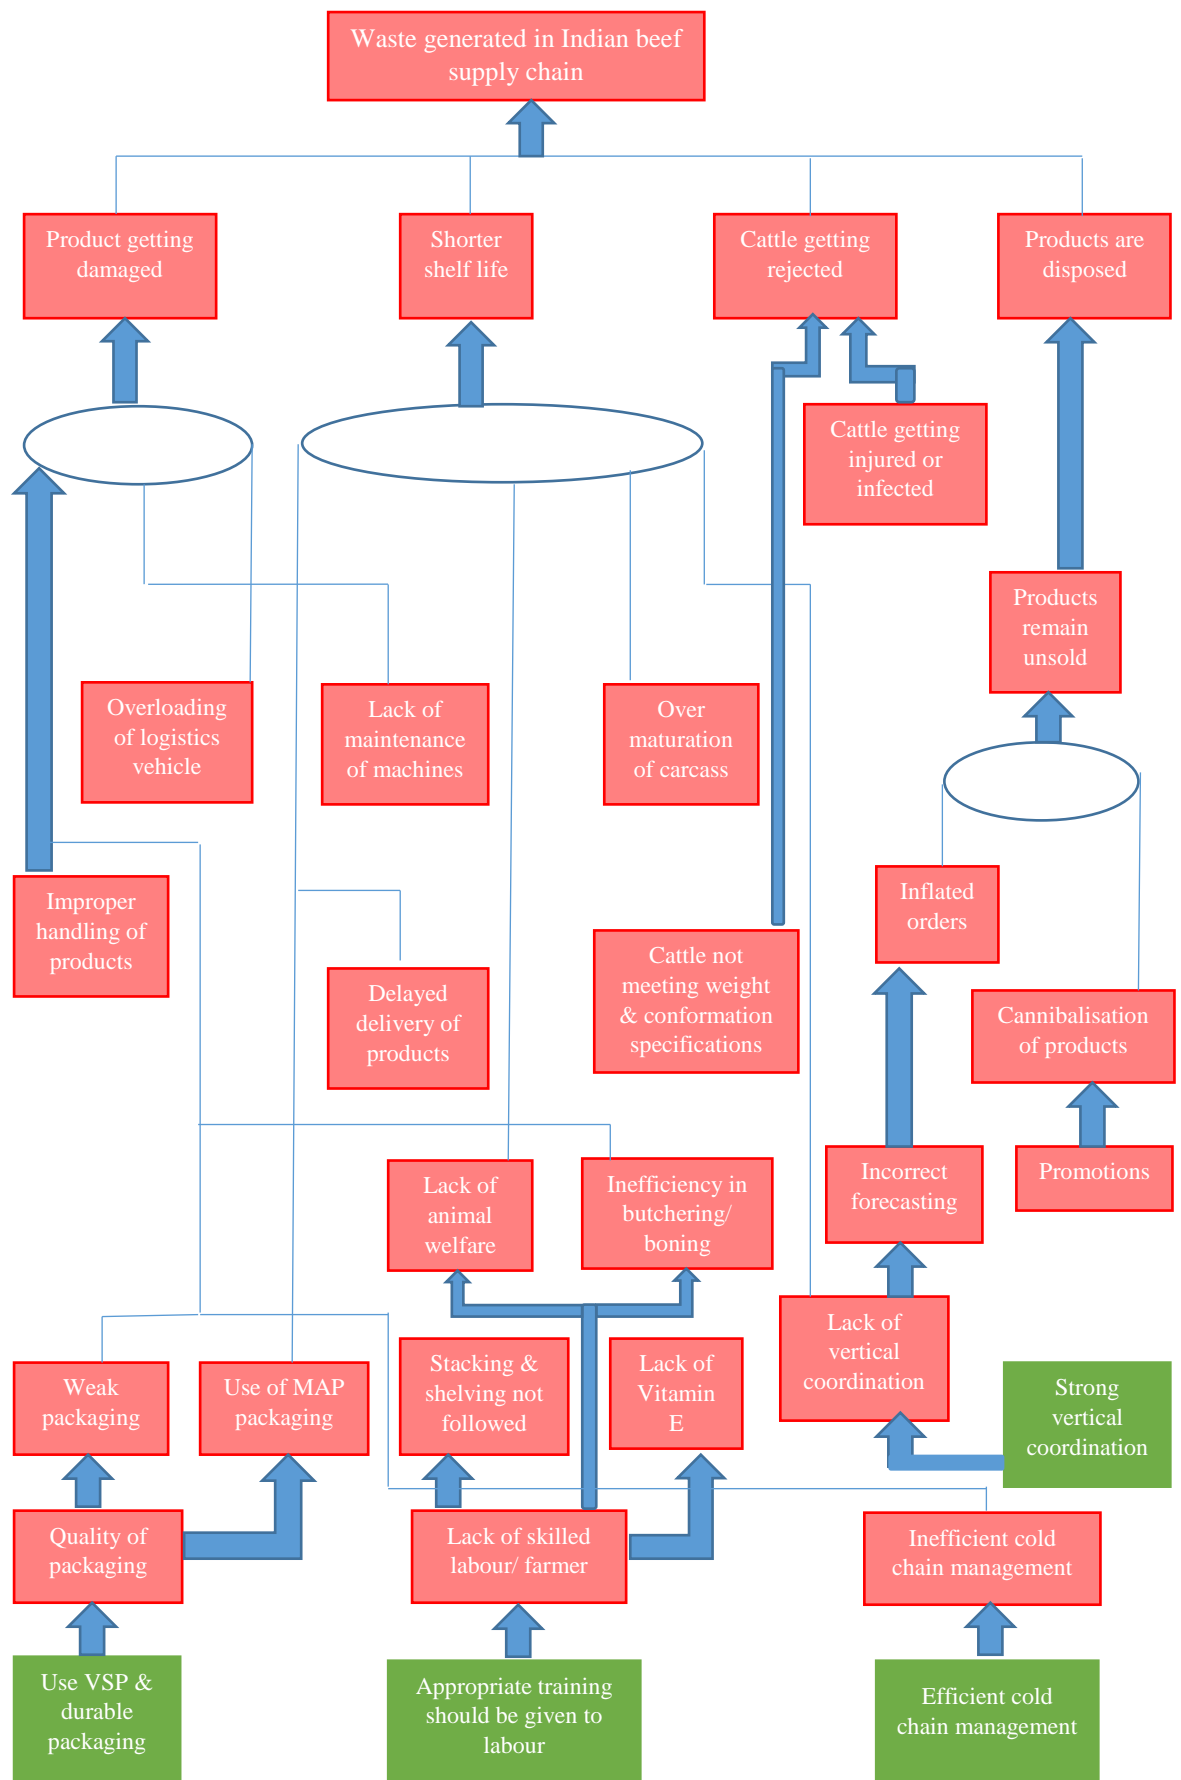 Waste generated in Indian beef
supply chain
Product getting
damaged
Shorter
shelf life
Cattle getting
rejected
Products are
disposed
Cattle getting
injured or
infected
Products
remain
unsold
Overloading
of logistics
vehicle
Lack of
maintenance
of machines
Over
maturation
of carcass
Improper
handling of
products
Inflated
orders
Delayed
delivery of
products
Cattle not
meeting weight
& conformation
specifications
Cannibalisation
of products
Lack of
animal
welfare
Inefficiency in
butchering/
boning
Incorrect
forecasting
Promotions
Weak
packaging
Use of MAP
packaging
Stacking &
shelving not
followed
Lack of
Vitamin
E
Lack of
vertical
coordination
Strong
vertical
coordination
Quality of
packaging
Lack of skilled
labour/ farmer
Inefficient cold
chain management
Use VSP &
durable
packaging
Appropriate training
should be given to
labour
Efficient cold
chain management